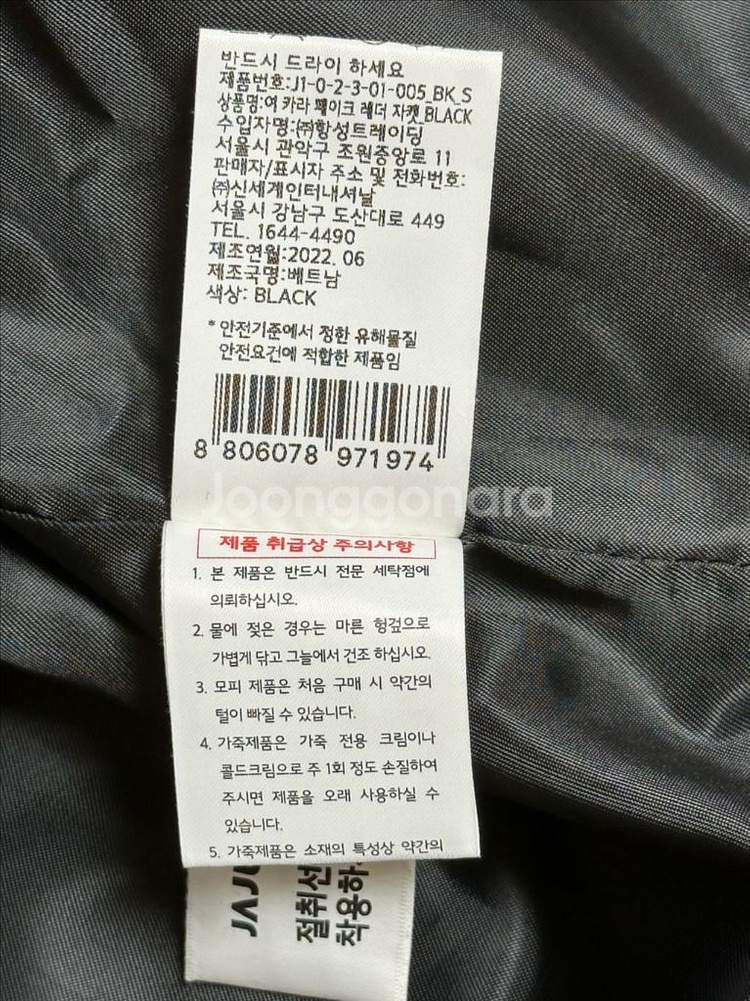 반드시 드라이 하세요
제품번호:J1-0-2-3-01-005_BK_S
상품명:여 카라 페이크 레더 자켓_BLACK
수입자명:㈜항성트레이딩
서울시 관악구 조원중앙로 11
판매자/표시자 주소 및 전화번호:
㈜신세계인터내셔날
서울시 강남구 도산대로 449
TEL. 1644-4490
제조연월:2022. 06
제조국명:베트남
색상: BLACK
* 안전기준에서 정한 유해물질
안전요건에 적합한 제품임
8 806078 971974
Joonggonara
제품 취급상 주의사항
1. 본 제품은 반드시 전문 세탁점에
의뢰하십시오.
2. 물에 젖은 경우는 마른 헝겊으로
가볍게 닦고 그늘에서 건조 하십시오.
3. 모피 제품은 처음 구매 시 약간의
털이 빠질 수 있습니다.
4. 가죽제품은 가죽 전용 크림이나
콜드크림으로 주 1회 정도 손질하여
주시면 제품을 오래 사용하실 수
있습니다.
5. 가죽제품은 소재의 특성상 약간의
JAJU
절취선
착용하